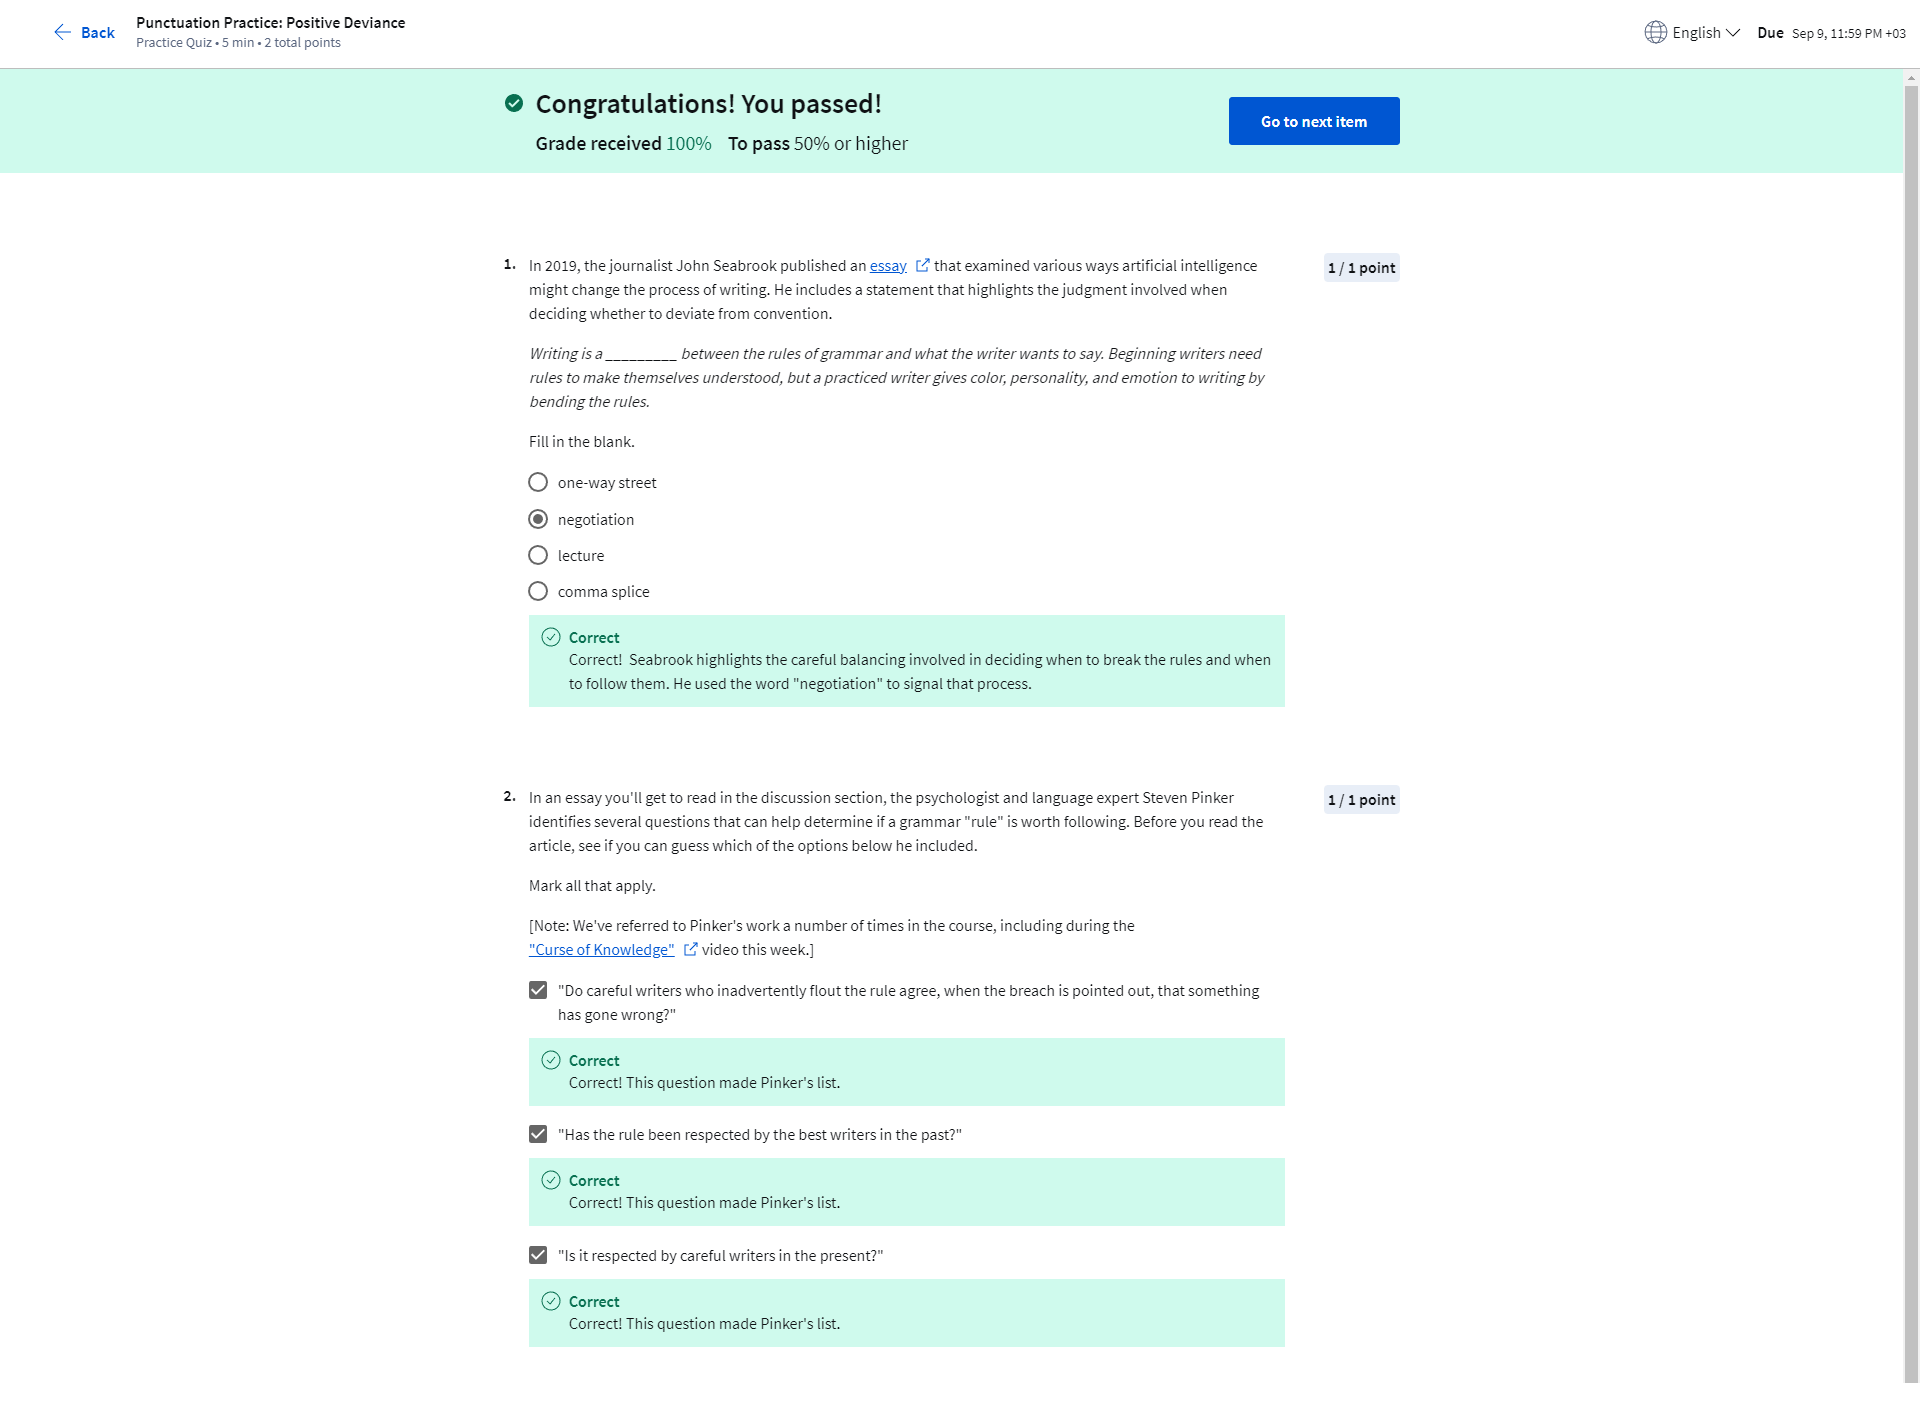 Back
Punctuation Practice: Positive Deviance
Practice Quiz • 5 min • 2 total points
English
Due Sep 9, 11:59 PM +03
Congratulations! You passed!
Grade received 100% To pass 50% or higher
Go to next item
1. In 2019, the journalist John Seabrook published an essay that examined various ways artificial intelligence
might change the process of writing. He includes a statement that highlights the judgment involved when
deciding whether to deviate from convention.
1 / 1 point
Writing is a _________ between the rules of grammar and what the writer wants to say. Beginning writers need
rules to make themselves understood, but a practiced writer gives color, personality, and emotion to writing by
bending the rules.
Fill in the blank.
one-way street
negotiation
lecture
comma splice
Correct
Correct! Seabrook highlights the careful balancing involved in deciding when to break the rules and when
to follow them. He used the word "negotiation" to signal that process.
2. In an essay you'll get to read in the discussion section, the psychologist and language expert Steven Pinker
identifies several questions that can help determine if a grammar "rule" is worth following. Before you read the
article, see if you can guess which of the options below he included.
1 / 1 point
Mark all that apply.
[Note: We've referred to Pinker's work a number of times in the course, including during the
"Curse of Knowledge" video this week.]
"Do careful writers who inadvertently flout the rule agree, when the breach is pointed out, that something
has gone wrong?"
Correct
Correct! This question made Pinker's list.
"Has the rule been respected by the best writers in the past?"
Correct
Correct! This question made Pinker's list.
"Is it respected by careful writers in the present?"
Correct
Correct! This question made Pinker's list.